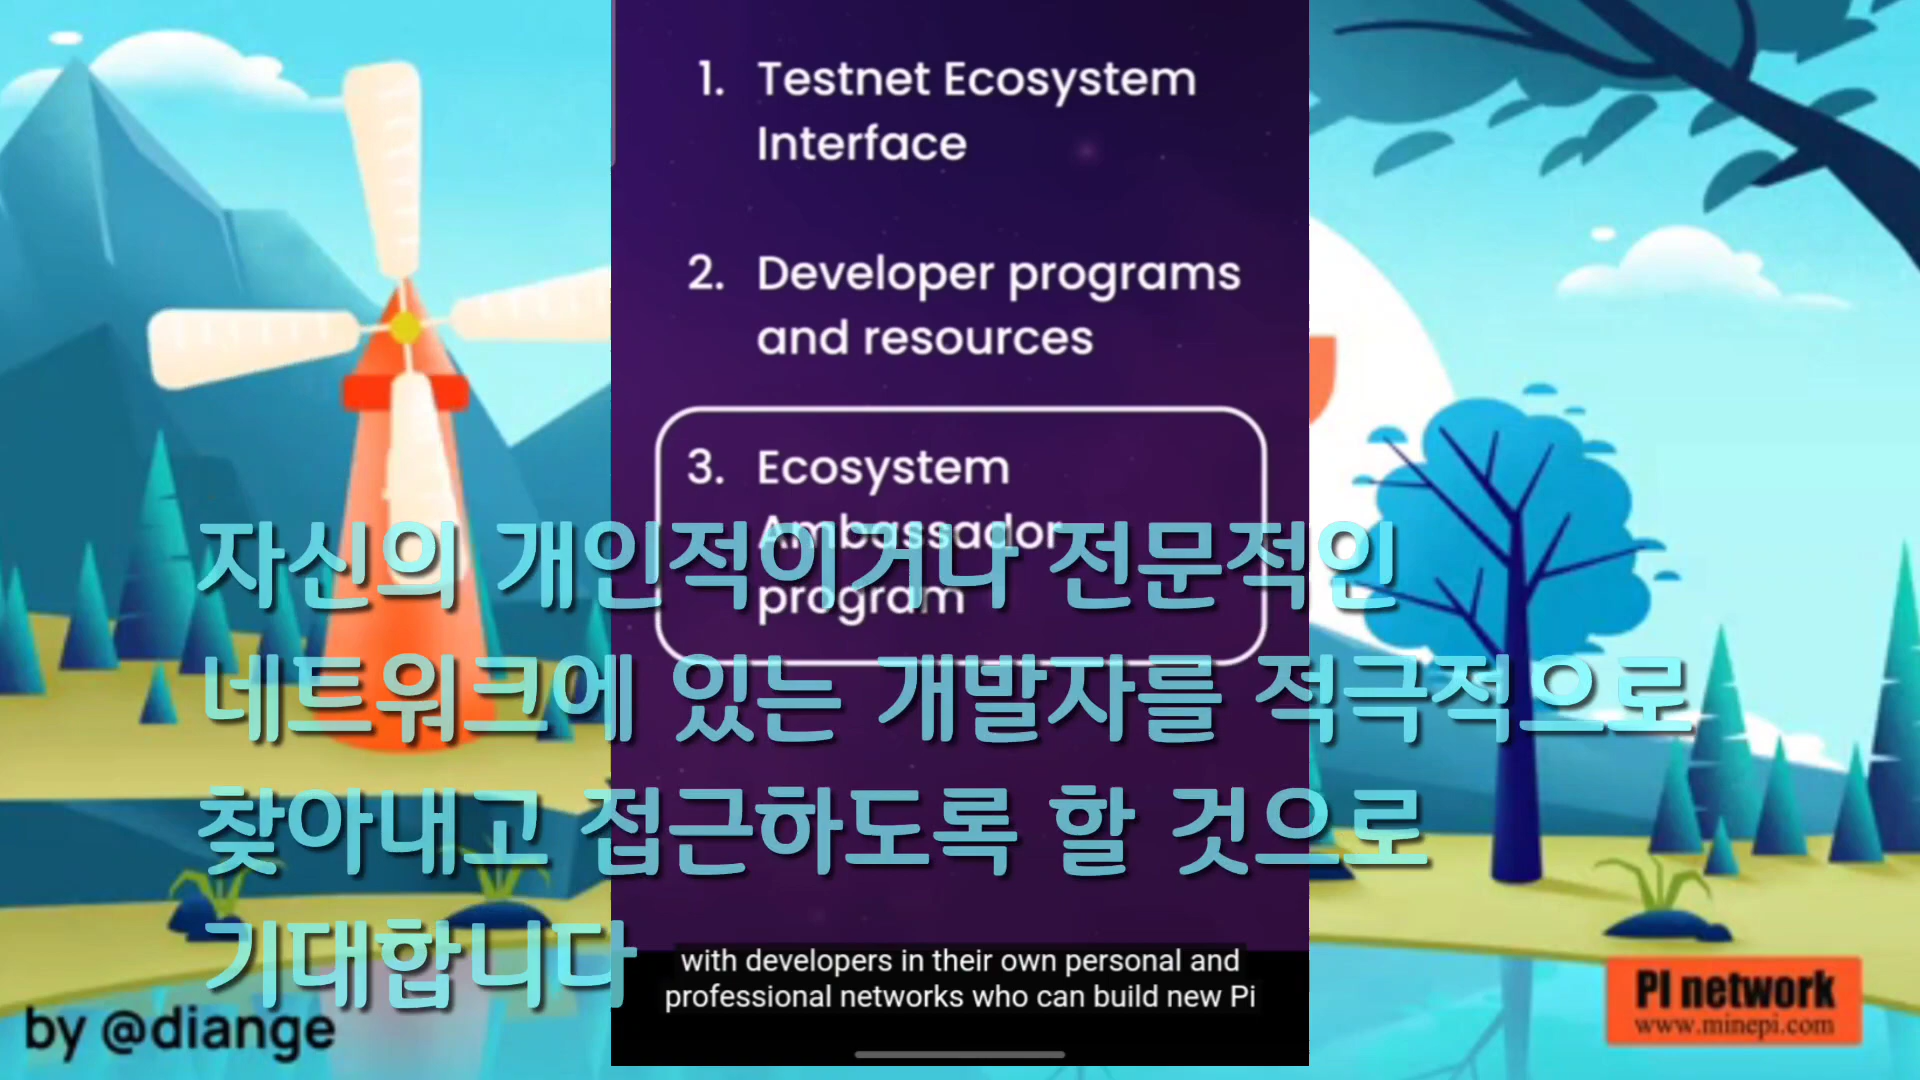 1. Testnet Ecosystem
Interface
2. Developer programs
and resources
3. Ecosystem
Ambassador
program
자신의 개인적이거나 전문적인
네트워크에 있는 개발자를 적극적으로
찾아내고 접근하도록 할 것으로
기대합니다
with developers in their own personal and
professional networks who can build new Pi
by @diange
PI network
www.minepi.com